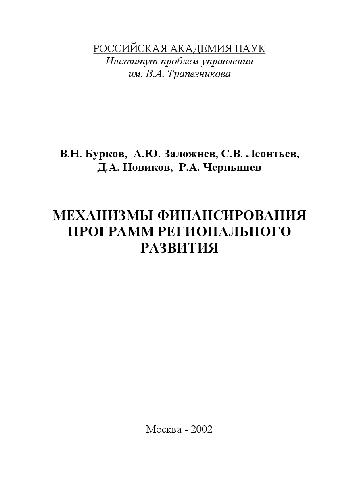 РОССИЙСКАЯ АКАДЕМИЯ НАУК
Институт проблем управления
им. В.А. Трапезникова
В.Н. Бурков, А.Ю. Заложнев, С.В. Леонтьев,
Д.А. Новиков, Р.А. Чернышев
МЕХАНИЗМЫ ФИНАНСИРОВАНИЯ
ПРОГРАММ РЕГИОНАЛЬНОГО
РАЗВИТИЯ
Москва - 2002